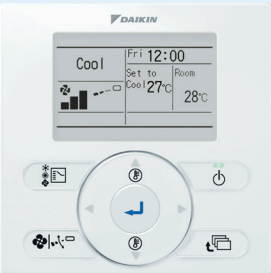 DAIKIN
Fri 12:00
Cool
Set to Room
Cool 27°C
28°C